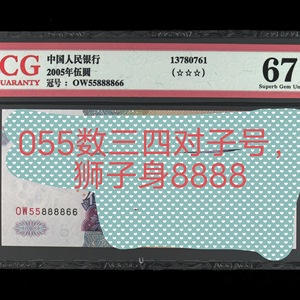 CG
GUARANTY
中国人民银行
2005年伍圆
冠号：OW55888866
13780761
(☆☆☆)
67
Superb Gem Un
055数三四对子号，
狮子身8888
OW55888866